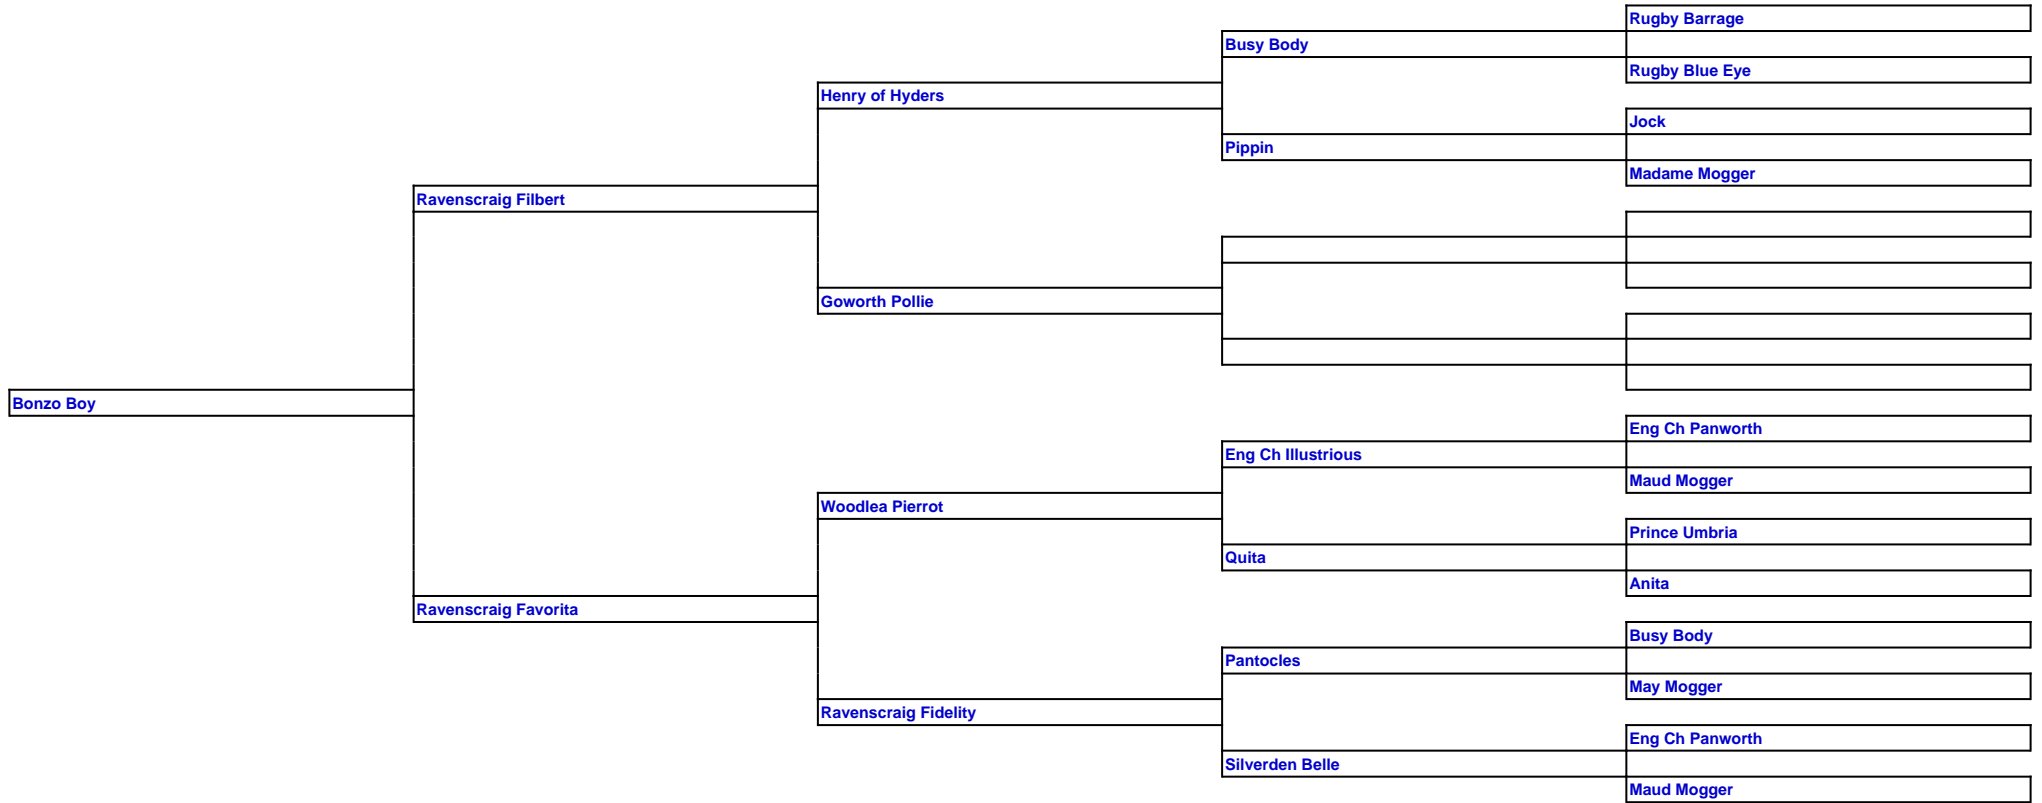 Rugby Barrage
Busy Body
Rugby Blue Eye
Henry of Hyders
Jock
Pippin
Madame Mogger
Ravenscraig Filbert
Goworth Pollie
Bonzo Boy
Eng Ch Panworth
Eng Ch Illustrious
Maud Mogger
Woodlea Pierrot
Prince Umbria
Quita
Anita
Ravenscraig Favorita
Busy Body
Pantocles
May Mogger
Ravenscraig Fidelity
Eng Ch Panworth
Silverden Belle
Maud Mogger